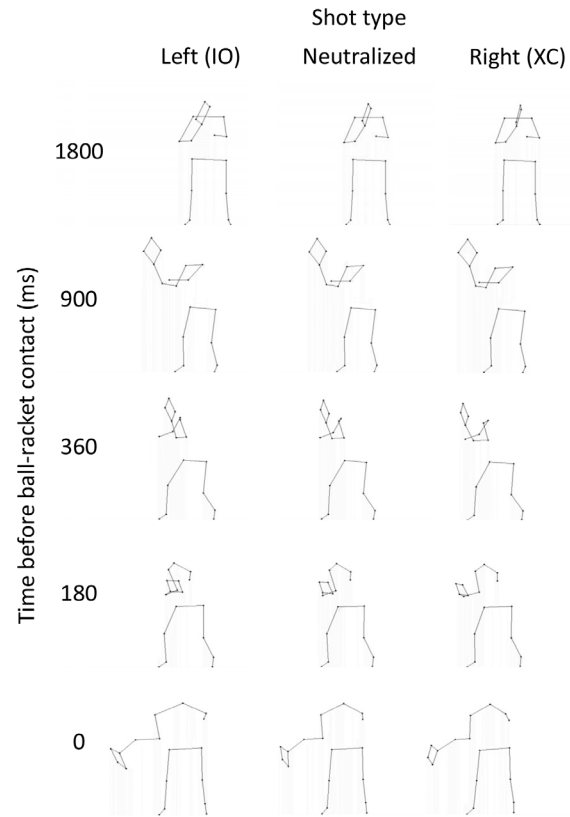 Shot type
Left (IO) Neutralized Right (XC)
Time before ball-racket contact (ms)
1800
900
360
180
0